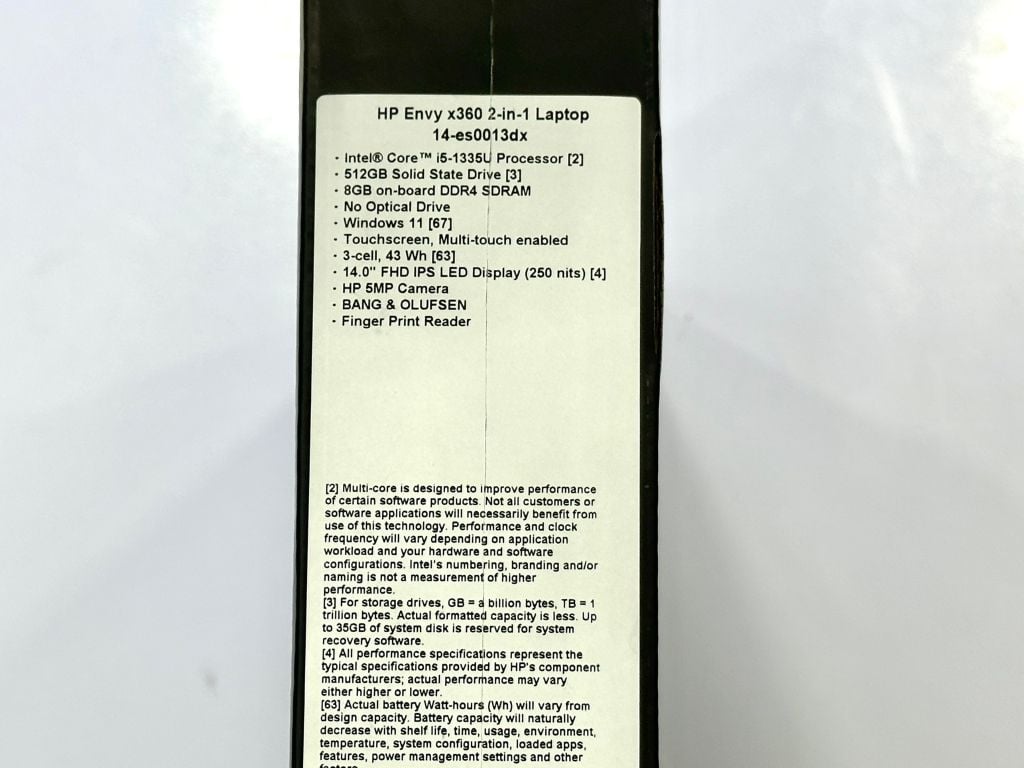 HP Envy x360 2-in-1 Laptop
14-es0013dx
· Intel® Core™ i5-1335U Processor [2]
· 512GB Solid State Drive [3]
· 8GB on-board DDR4 SDRAM
· No Optical Drive
· Windows 11 [67]
· Touchscreen, Multi-touch enabled
· 3-cell, 43 Wh [63]
· 14.0" FHD IPS LED Display (250 nits) [4]
· HP 5MP Camera
· BANG & OLUFSEN
· Finger Print Reader
[2] Multi-core is designed to improve performance
of certain software products. Not all customers or
software applications will necessarily benefit from
use of this technology. Performance and clock
frequency will vary depending on application
workload and your hardware and software
configurations. Intel's numbering, branding and/or
naming is not a measurement of higher
performance.
[3] For storage drives, GB = a billion bytes, TB = 1
trillion bytes. Actual formatted capacity is less. Up
to 35GB of system disk is reserved for system
recovery software.
[4] All performance specifications represent the
typical specifications provided by HP's component
manufacturers; actual performance may vary
either higher or lower.
[63] Actual battery Watt-hours (Wh) will vary from
design capacity. Battery capacity will naturally
decrease with shelf life, time, usage, environment,
temperature, system configuration, loaded apps,
features, power management settings and other